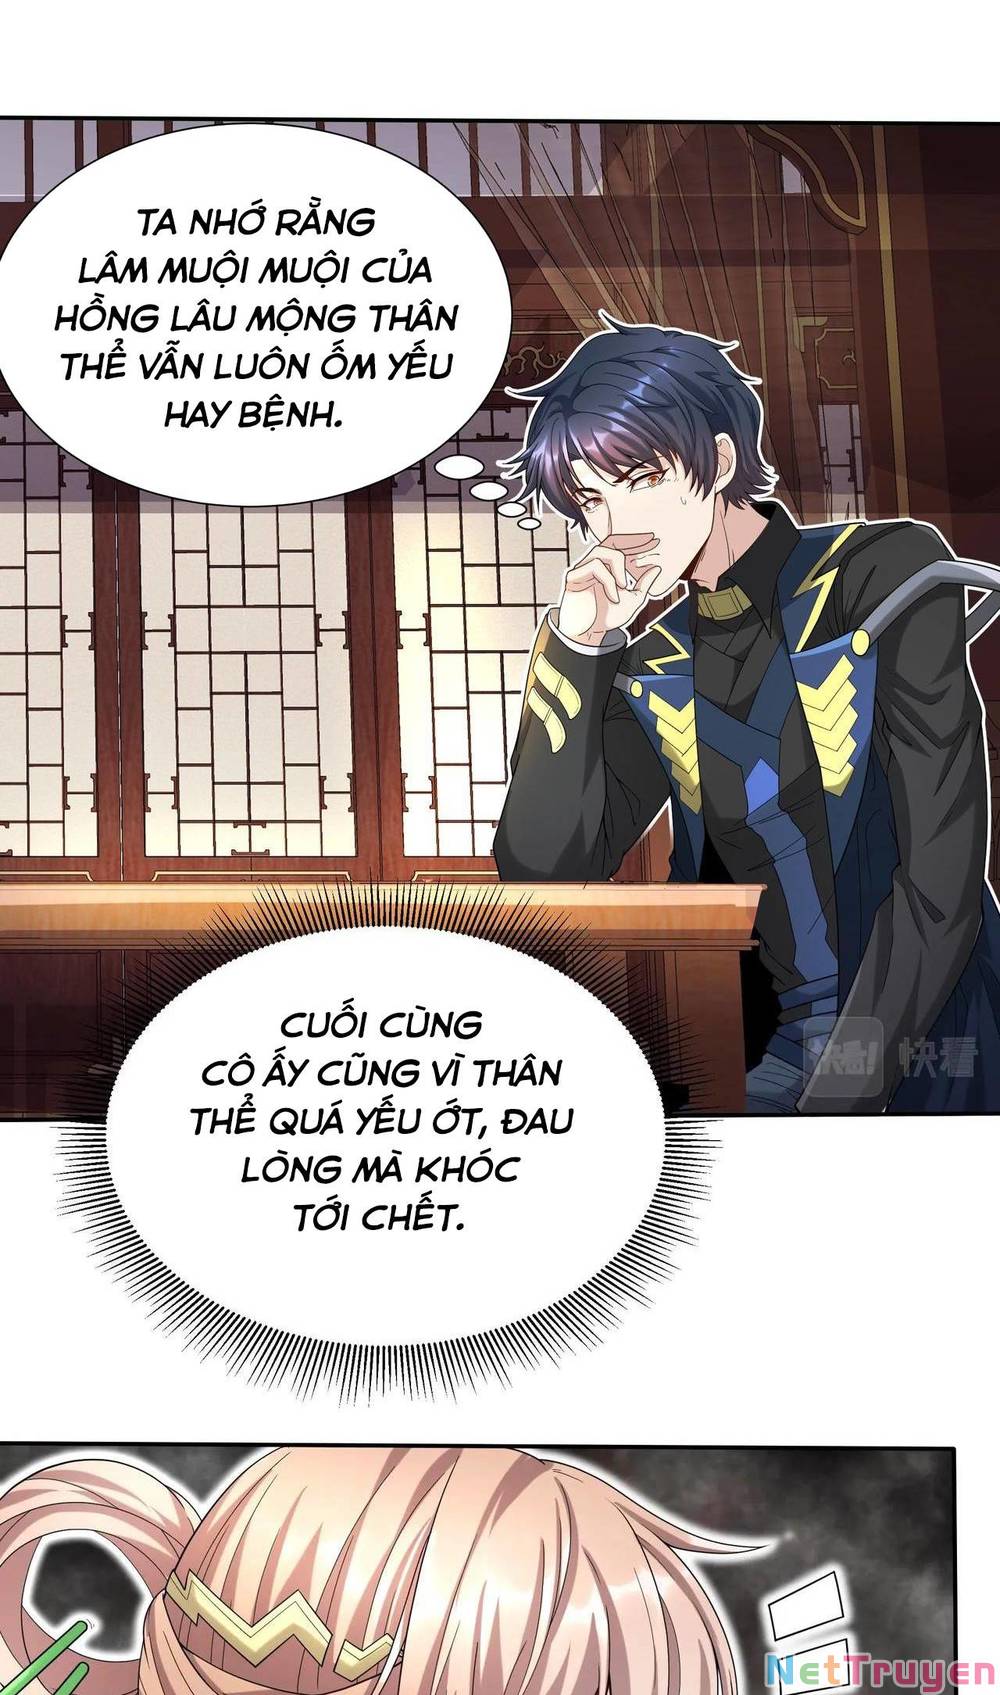 TA NHỚ RẰNG
LÂM MUỘI MUỘI CỦA
HỒNG LÂU MỘNG THÂN
THỂ VẪN LUÔN ỐM YẾU
HAY BỆNH.
CUỐI CÙNG
CÔ ẤY CŨNG VÌ THÂN
THỂ QUÁ YẾU ỚT, ĐAU
LÒNG MÀ KHÓC
TỚI CHẾT.
快看! 快看
NetTruyen